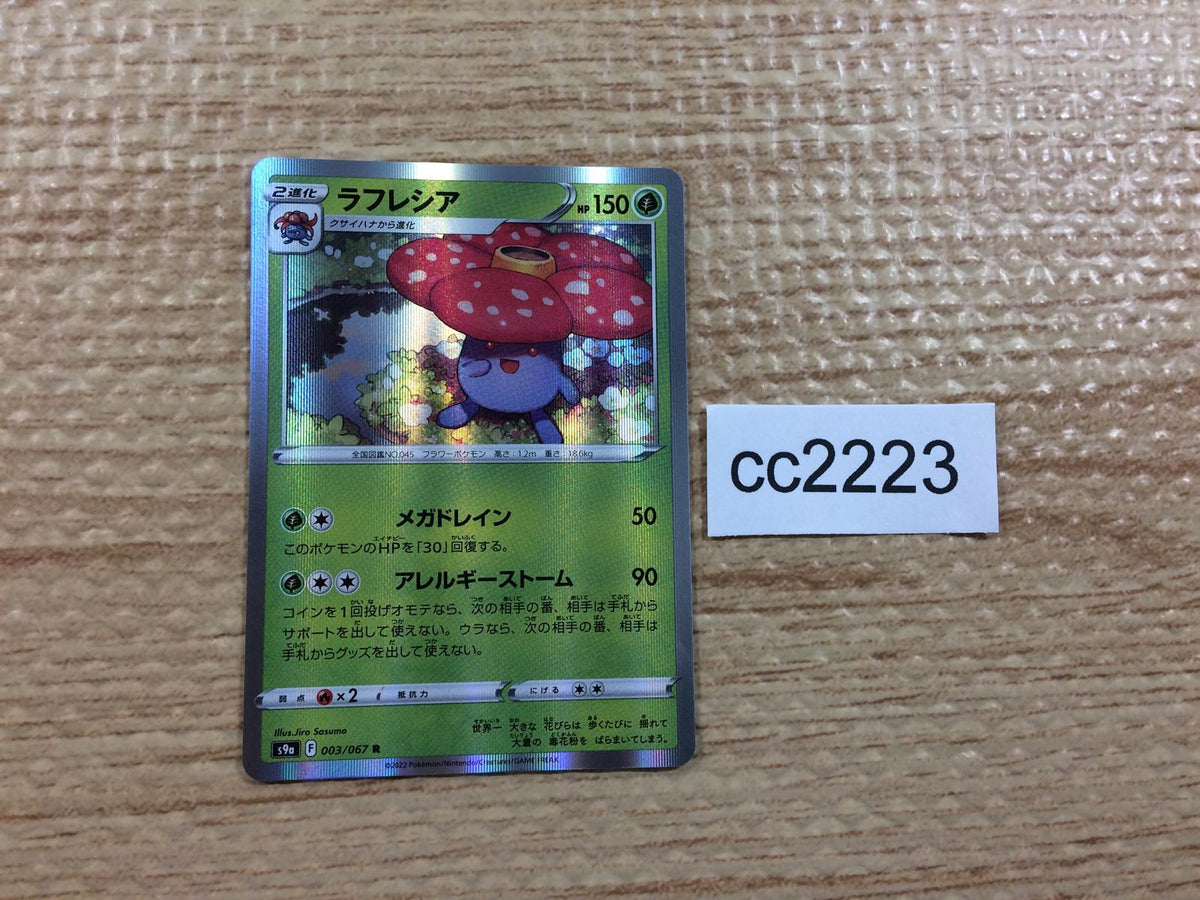 2進化
ラフレシア
HP 150
クサイハナから進化
全国図鑑NO.045 フラワーポケモン 高さ:1.2m 重さ:18.6kg
メガドレイン 50
このポケモンのHPを「30」回復する。
アレルギーストーム 90
コインを1回投げオモテなら、次の相手の番、相手は手札から
サポートを出して使えない。ウラなら、次の相手の番、相手は
手札からグッズを出して使えない。
弱点 ×2 抵抗力 にげる
Illus.Jiro Sasumo
世界一 大きな 花びらは 歩くたびに 揺れて
大量の 毒花粉を ばらまいてしまう。
s9a F 003/067 R
©2022 Pokémon/Nintendo/Creatures/GAME FREAK.
cc2223